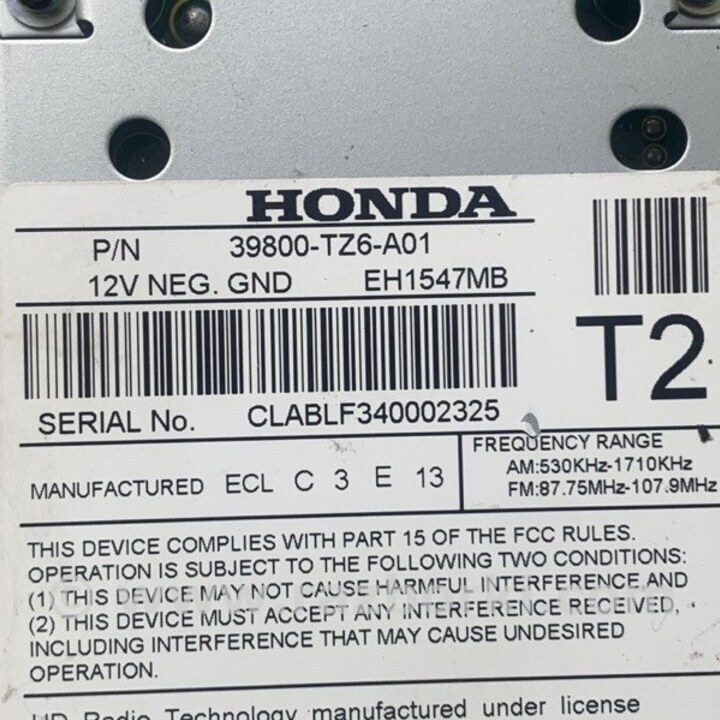 HONDA
P/N 39800-TZ6-A01
12V NEG. GND EH1547MB
T2
SERIAL No. CLABLF340002325
MANUFACTURED ECL C 3 E 13
FREQUENCY RANGE
AM:530KHz-1710KHz
FM:87.75MHz-107.9MHz
THIS DEVICE COMPLIES WITH PART 15 OF THE FCC RULES.
OPERATION IS SUBJECT TO THE FOLLOWING TWO CONDITIONS:
(1) THIS DEVICE MAY NOT CAUSE HARMFUL INTERFERENCE,AND
(2) THIS DEVICE MUST ACCEPT ANY INTERFERENCE RECEIVED,
INCLUDING INTERFERENCE THAT MAY CAUSE UNDESIRED
OPERATION.
HD Radio Technology manufactured under license